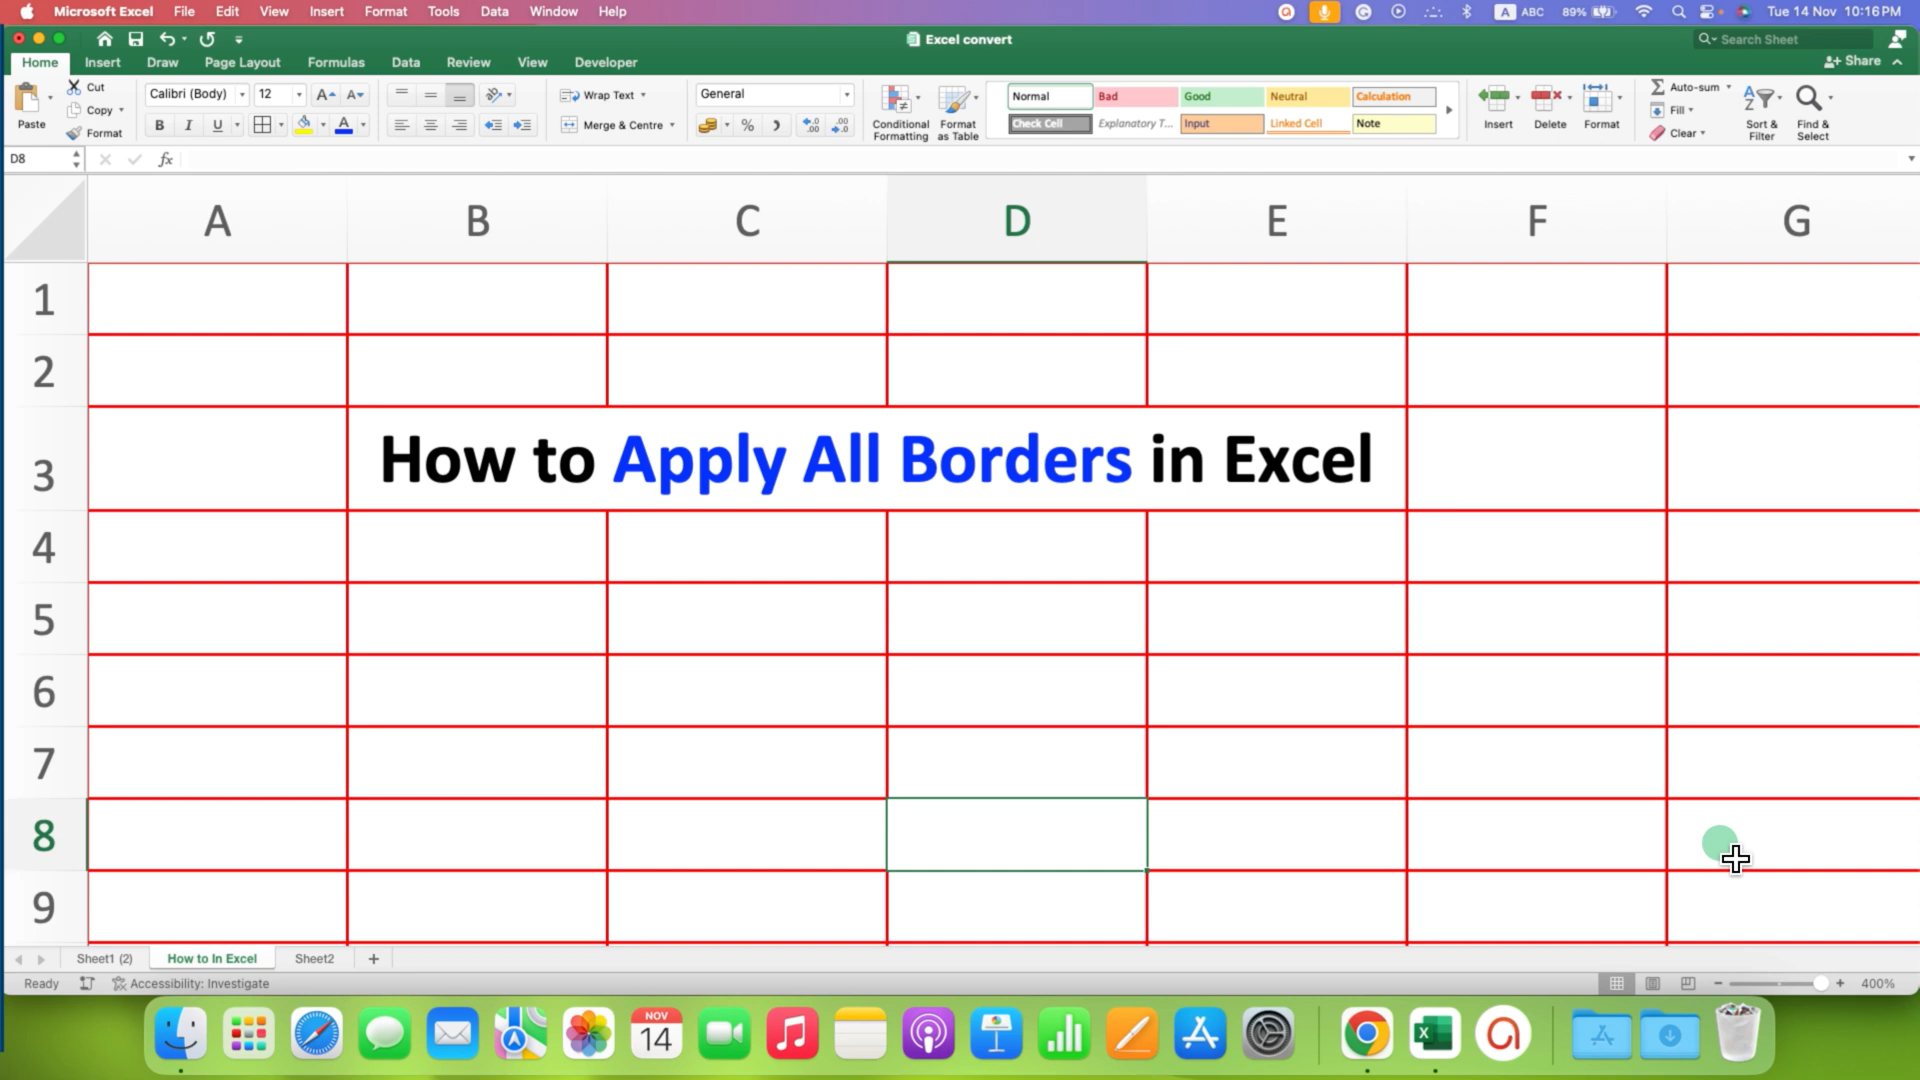 Microsoft Excel File Edit View Insert Format Tools Data Window Help A ABC 89% Tue 14 Nov 10:16 PM
Excel convert Search Sheet
Home Insert Draw Page Layout Formulas Data Review View Developer Share
Paste Cut Copy Format
Calibri (Body) 12 A A
B I U A
Wrap Text
Merge & Centre
General
%
Conditional Formatting
Format as Table
Normal Bad Good Neutral Calculation
Check Cell Explanatory T... Input Linked Cell Note
Insert Delete Format
Auto-sum
Fill
Clear
Sort & Filter
Find & Select
D8 fx
A B C D E F G
1
2
3 How to Apply All Borders in Excel
4
5
6
7
8
9
Sheet1 (2) How to In Excel Sheet2 +
Ready Accessibility: Investigate 400%
NOV
14